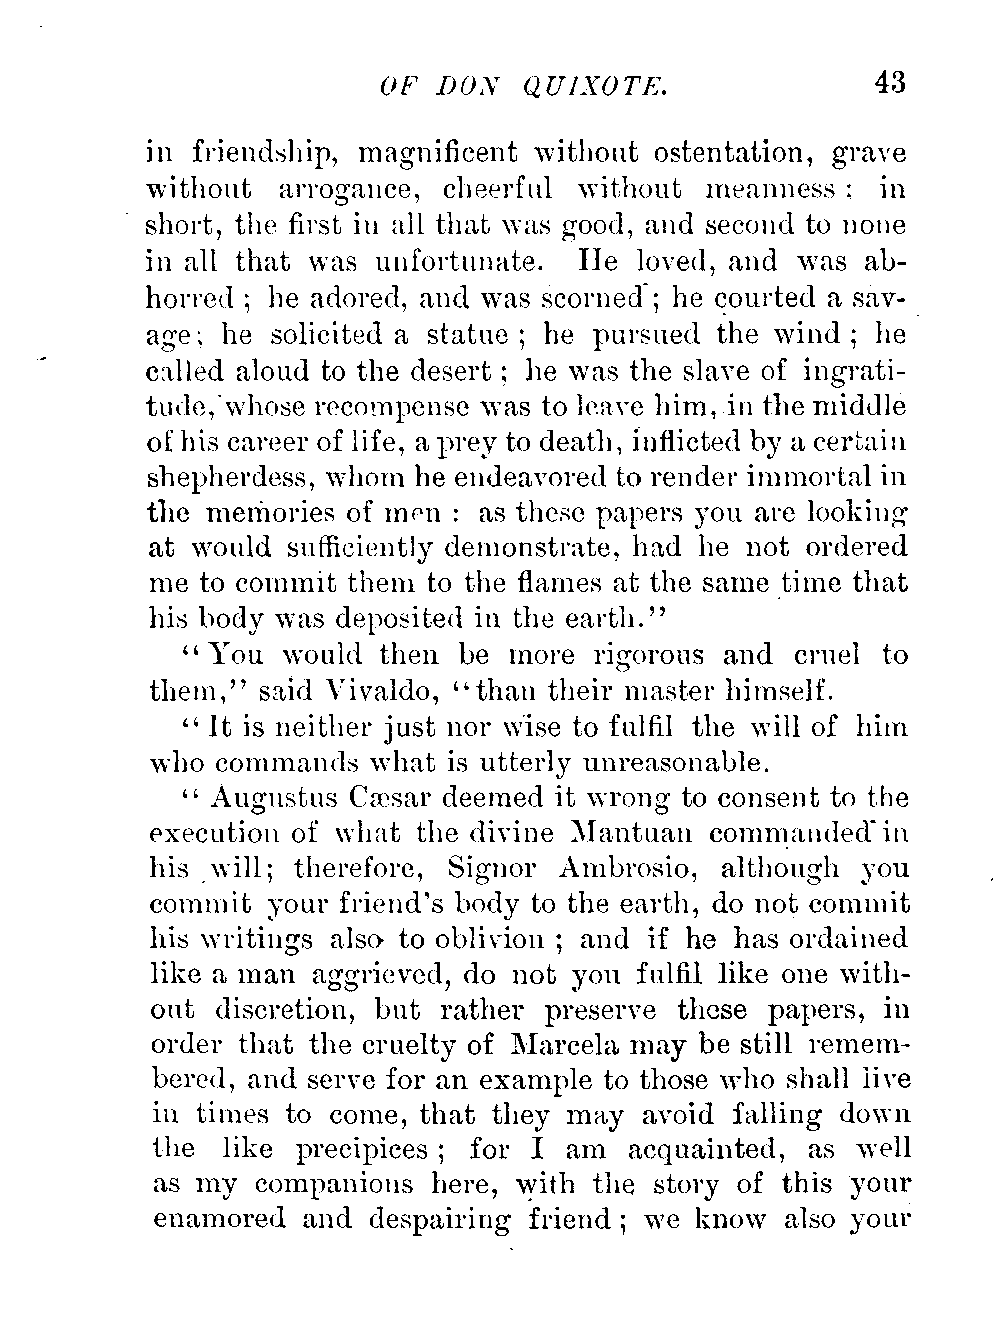 OF DON QUIXOTE. 43
in friendship, magnificent without ostentation, grave
without arrogance, cheerful without meanness: in
short, the first in all that was good, and second to none
in all that was unfortunate. He loved, and was ab-
horred; he adored, and was scorned; he courted a sav-
age; he solicited a statue; he pursued the wind; he
called aloud to the desert; he was the slave of ingrati-
tude, whose recompense was to leave him, in the middle
of his career of life, a prey to death, inflicted by a certain
shepherdess, whom he endeavored to render immortal in
the memories of men: as these papers you are looking
at would sufficiently demonstrate, had he not ordered
me to commit them to the flames at the same time that
his body was deposited in the earth."
"You would then be more rigorous and cruel to
them," said Vivaldo, "than their master himself.
"It is neither just nor wise to fulfil the will of him
who commands what is utterly unreasonable.
"Augustus Cæsar deemed it wrong to consent to the
execution of what the divine Mantuan commanded in
his will; therefore, Signor Ambrosio, although you
commit your friend's body to the earth, do not commit
his writings also to oblivion; and if he has ordained
like a man aggrieved, do not you fulfil like one with-
out discretion, but rather preserve these papers, in
order that the cruelty of Marcela may be still remem-
bered, and serve for an example to those who shall live
in times to come, that they may avoid falling down
the like precipices; for I am acquainted, as well
as my companions here, with the story of this your
enamored and despairing friend; we know also your